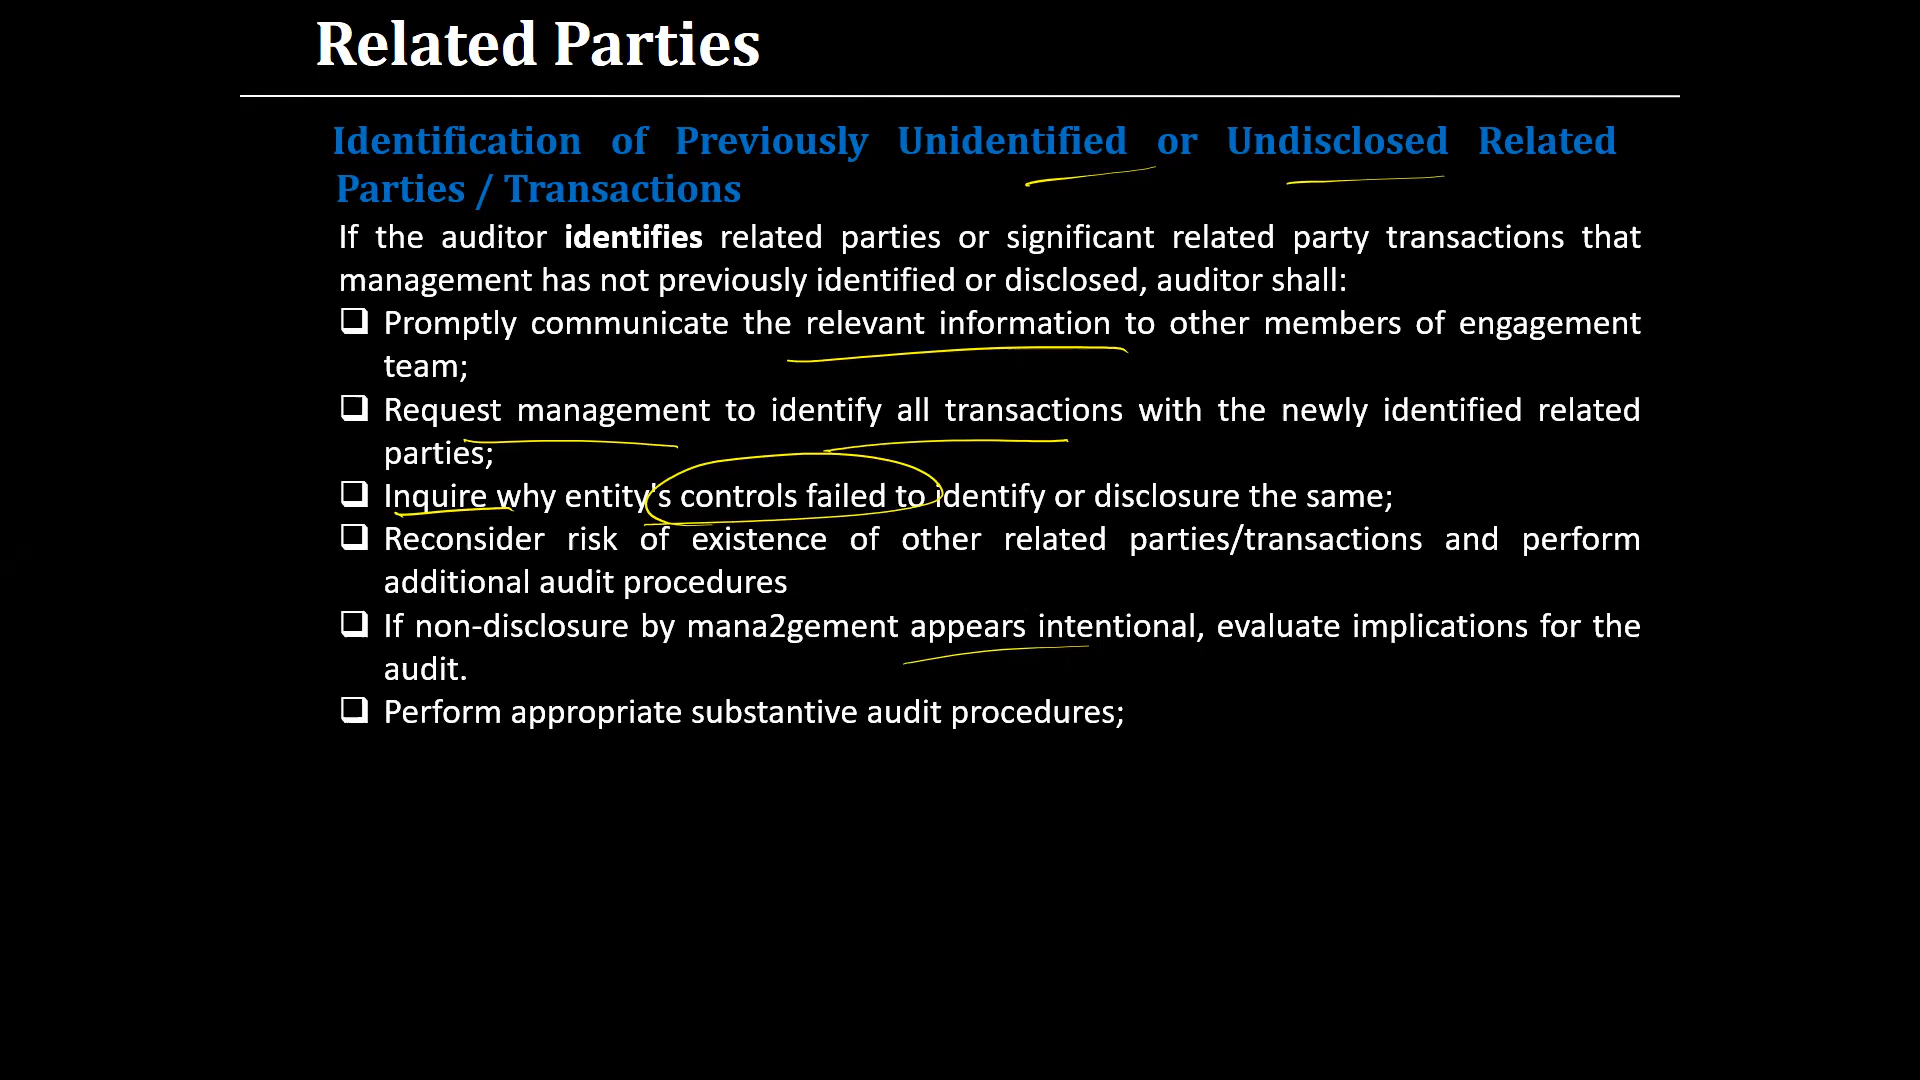 Related Parties
Identification of Previously Unidentified or Undisclosed Related
Parties / Transactions
If the auditor identifies related parties or significant related party transactions that
management has not previously identified or disclosed, auditor shall:
❑ Promptly communicate the relevant information to other members of engagement
team;
❑ Request management to identify all transactions with the newly identified related
parties;
❑ Inquire why entity's controls failed to identify or disclosure the same;
❑ Reconsider risk of existence of other related parties/transactions and perform
additional audit procedures
❑ If non-disclosure by mana2gement appears intentional, evaluate implications for the
audit.
❑ Perform appropriate substantive audit procedures;